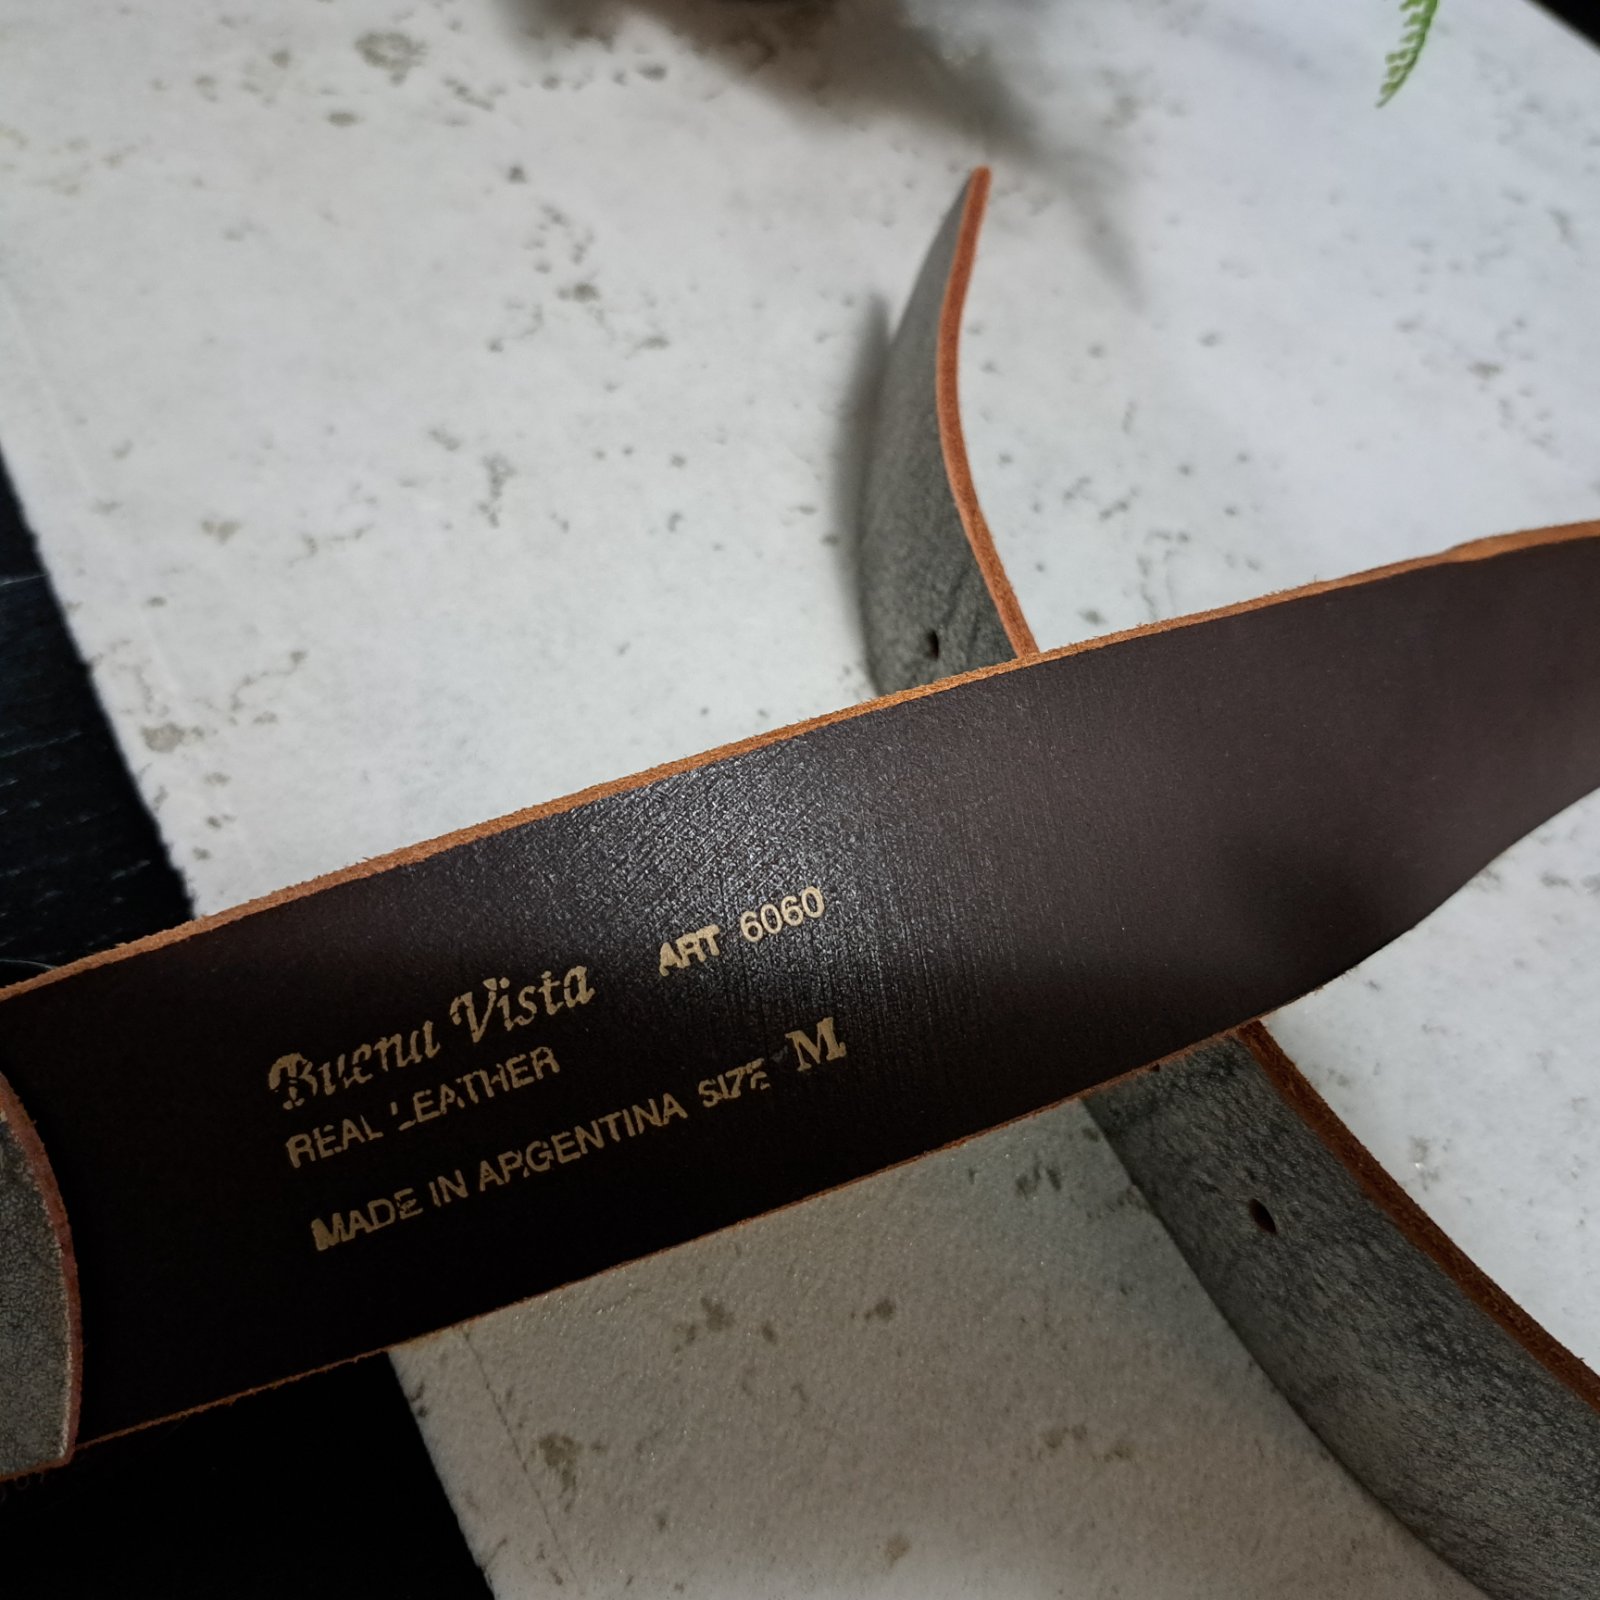 Buena Vista ART 6060
REAL LEATHER
MADE IN ARGENTINA SIZE M